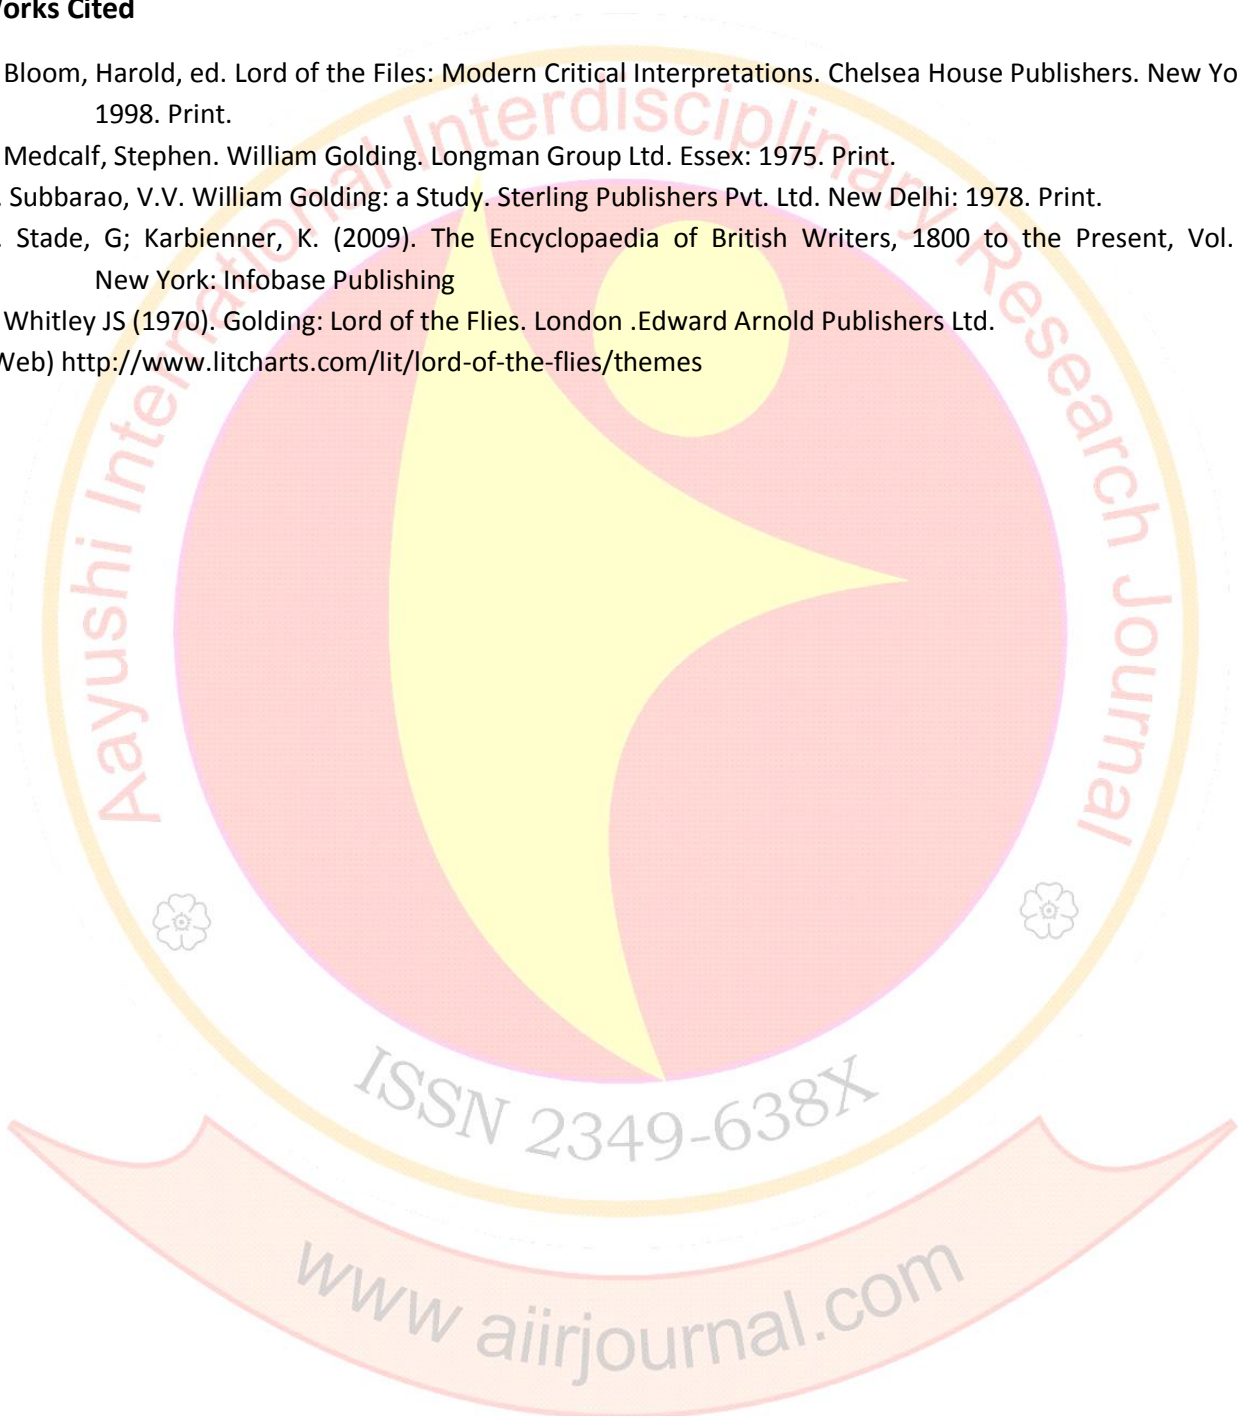 Works Cited
Bloom, Harold, ed. Lord of the Files: Modern Critical Interpretations. Chelsea House Publishers. New Yo
1998. Print.
Medcalf, Stephen. William Golding. Longman Group Ltd. Essex: 1975. Print.
. Subbarao, V.V. William Golding: a Study. Sterling Publishers Pvt. Ltd. New Delhi: 1978. Print.
. Stade, G; Karbienner, K. (2009). The Encyclopaedia of British Writers, 1800 to the Present, Vol.
New York: Infobase Publishing
Whitley JS (1970). Golding: Lord of the Flies. London .Edward Arnold Publishers Ltd.
Web) http://www.litcharts.com/lit/lord-of-the-flies/themes
Aayushi International Interdisciplinary Research Journal
ISSN 2349-638X
www aiirjournal.com